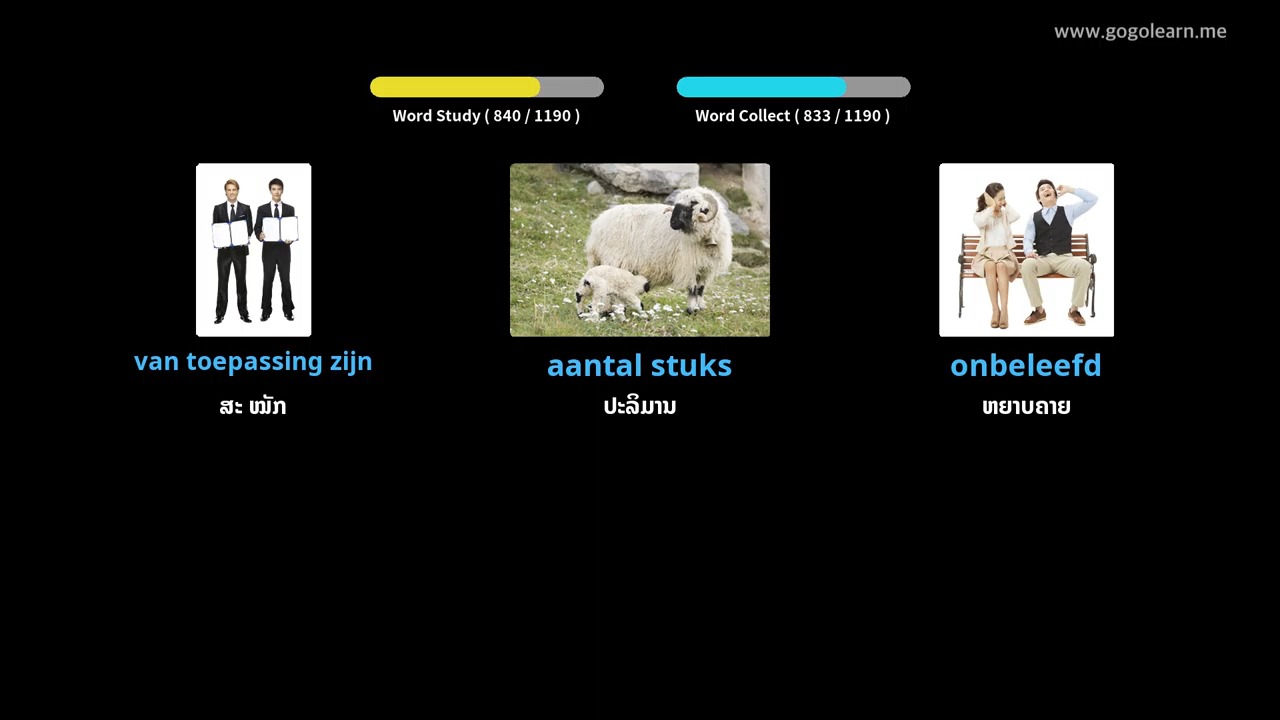 www.gogolearn.me
Word Study ( 840 / 1190 )
Word Collect ( 833 / 1190 )
van toepassing zijn
aantal stuks
onbeleefd
ສະ ໝັກ
ປະລິມານ
ຫຍາບຄາຍ